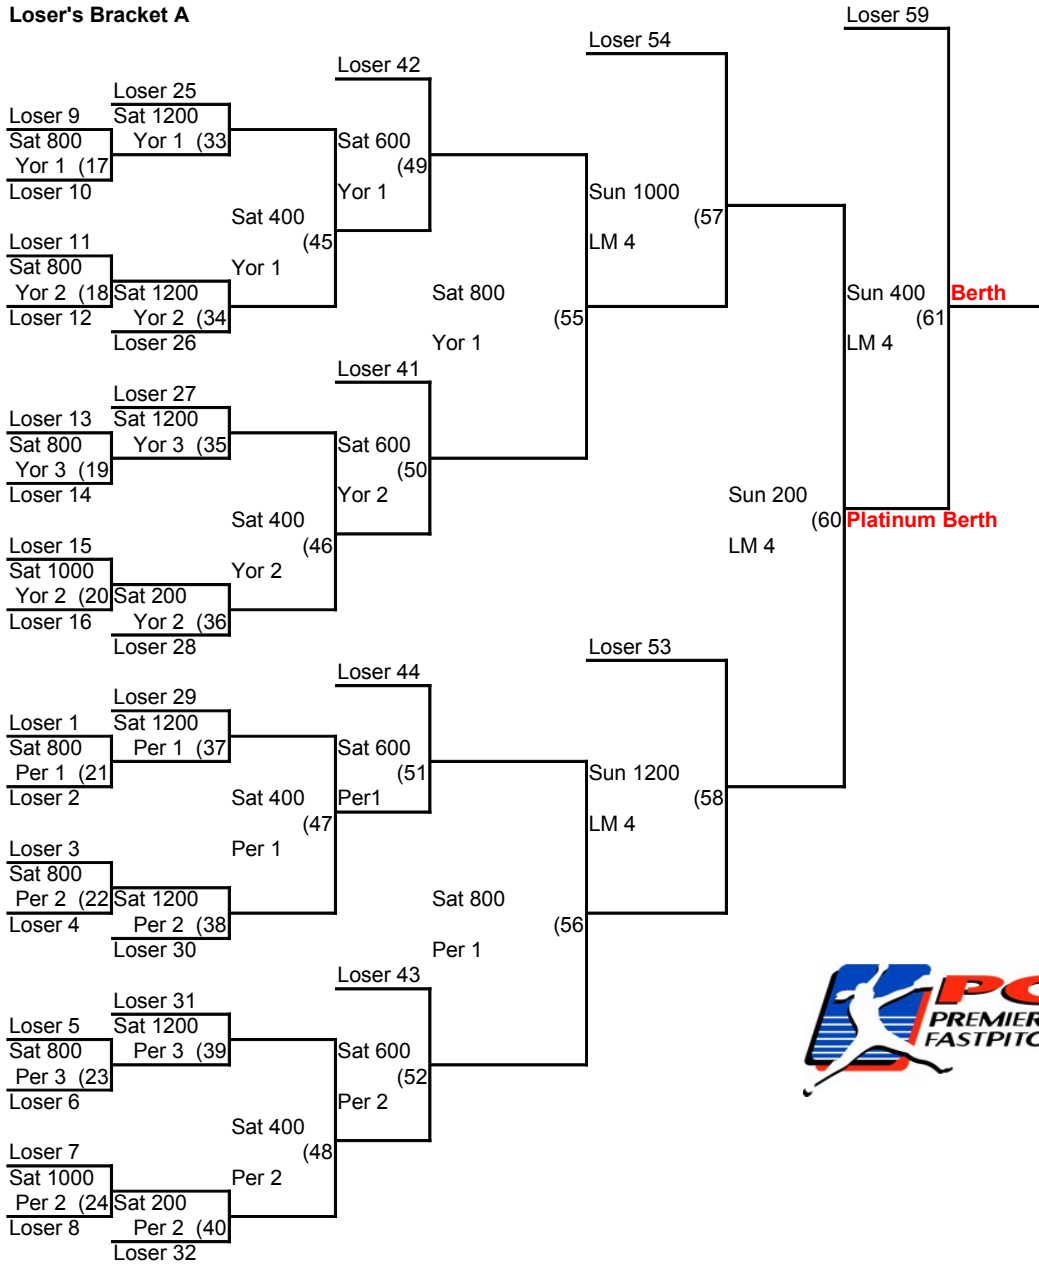 Loser's Bracket A
Loser 59
Loser 54
Loser 42
Loser 25
Loser 9
Sat 1200
Sat 800
Yor 1 (33
Sat 600
Yor 1 (17
(49
Loser 10
Yor 1
Sun 1000
Sat 400
(57
Loser 11
(45
LM 4
Sat 800
Yor 1
Yor 2 (18
Sat 1200
Sat 800
Sun 400
Berth
Loser 12
Yor 2 (34
(55
(61
Loser 26
Yor 1
LM 4
Loser 41
Loser 27
Loser 13
Sat 1200
Sat 800
Yor 3 (35
Sat 600
Yor 3 (19
(50
Loser 14
Yor 2
Sun 200
Sat 400
(60
Platinum Berth
Loser 15
(46
LM 4
Sat 1000
Yor 2
Yor 2 (20
Sat 200
Loser 16
Yor 2 (36
Loser 28
Loser 53
Loser 44
Loser 29
Loser 1
Sat 1200
Sat 800
Per 1 (37
Sat 600
Per 1 (21
(51
Sun 1200
Loser 2
Per1
(58
Sat 400
LM 4
(47
Loser 3
Per 1
Sat 800
Per 2 (22
Sat 1200
Sat 800
Loser 4
Per 2 (38
(56
Loser 30
Per 1
Loser 43
Loser 31
Loser 5
Sat 1200
Sat 800
Per 3 (39
Sat 600
Per 3 (23
(52
Loser 6
Per 2
Sat 400
(48
Loser 7
Per 2
Sat 1000
Per 2 (24
Sat 200
Loser 8
Per 2 (40
Loser 32
PG
PREMIER
FASTPITC